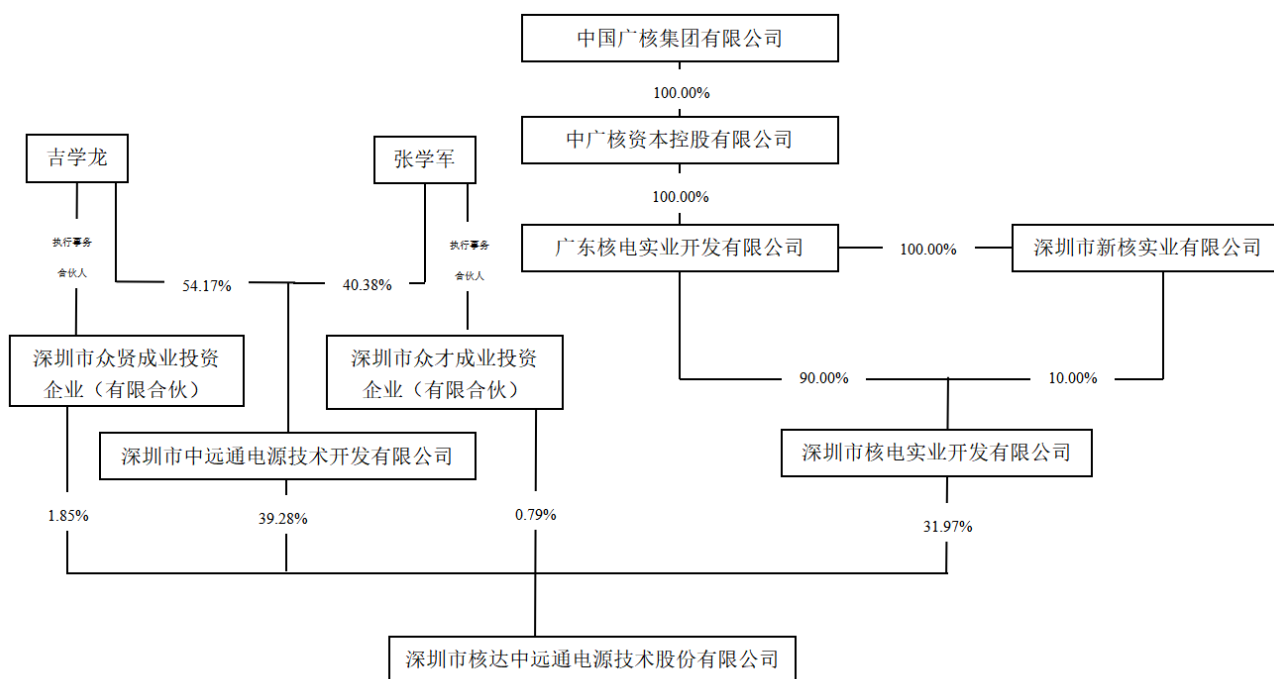 中国广核集团有限公司
100.00%
中广核资本控股有限公司
吉学龙
张学军
100.00%
执行事务
合伙人
执行事务
合伙人
广东核电实业开发有限公司
100.00%
深圳市新核实业有限公司
54.17%
40.38%
深圳市众贤成业投资
企业（有限合伙）
深圳市众才成业投资
企业（有限合伙）
90.00%
10.00%
深圳市中远通电源技术开发有限公司
深圳市核电实业开发有限公司
1.85%
39.28%
0.79%
31.97%
深圳市核达中远通电源技术股份有限公司